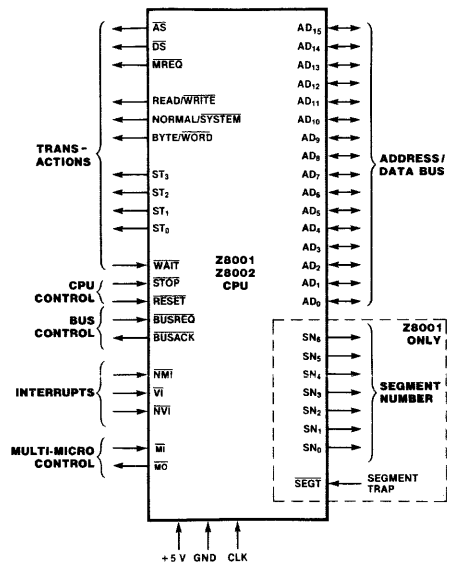 AS
DS
MREQ
READ/WRITE
NORMAL/SYSTEM
BYTE/WORD
ST3
ST2
ST1
ST0
WAIT
STOP
RESET
BUSREQ
BUSACK
NMI
VI
NVI
MI
MO
TRANS-
ACTIONS
CPU
CONTROL
BUS
CONTROL
INTERRUPTS
MULTI-MICRO
CONTROL
Z8001
Z8002
CPU
AD15
AD14
AD13
AD12
AD11
AD10
AD9
AD8
AD7
AD6
AD5
AD4
AD3
AD2
AD1
AD0
ADDRESS/
DATA BUS
Z8001
ONLY
SN6
SN5
SN4
SN3
SN2
SN1
SN0
SEGMENT
NUMBER
SEGT
SEGMENT
TRAP
+5 V GND CLK